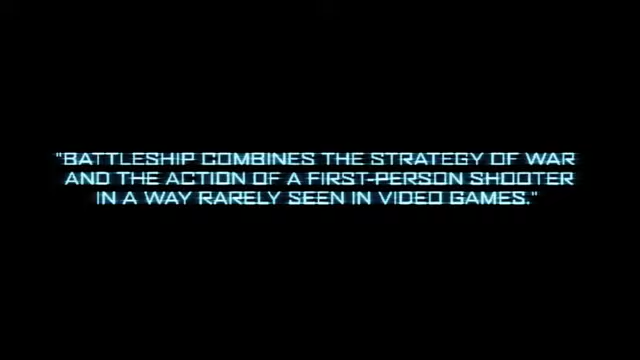 "BATTLESHIP COMBINES THE STRATEGY OF WAR
AND THE ACTION OF A FIRST-PERSON SHOOTER
IN A WAY RARELY SEEN IN VIDEO GAMES."